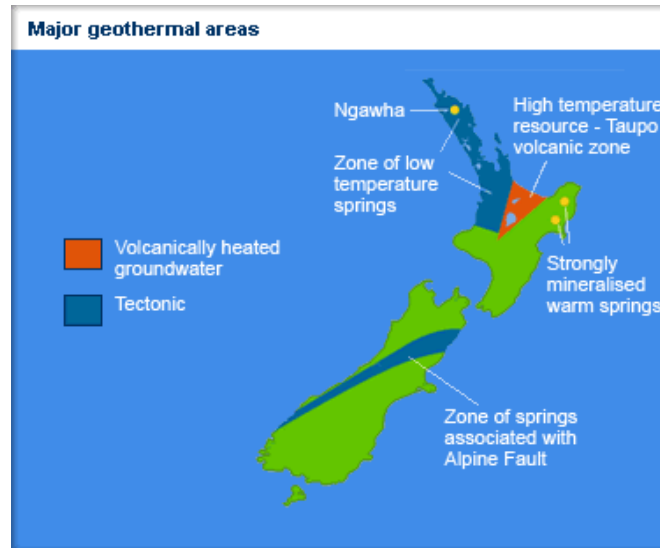 Major geothermal areas
Ngawha
High temperature
resource - Taupo
volcanic zone
Zone of low
temperature
springs
Volcanically heated
groundwater
Tectonic
Strongly
mineralised
warm springs
Zone of springs
associated with
Alpine Fault